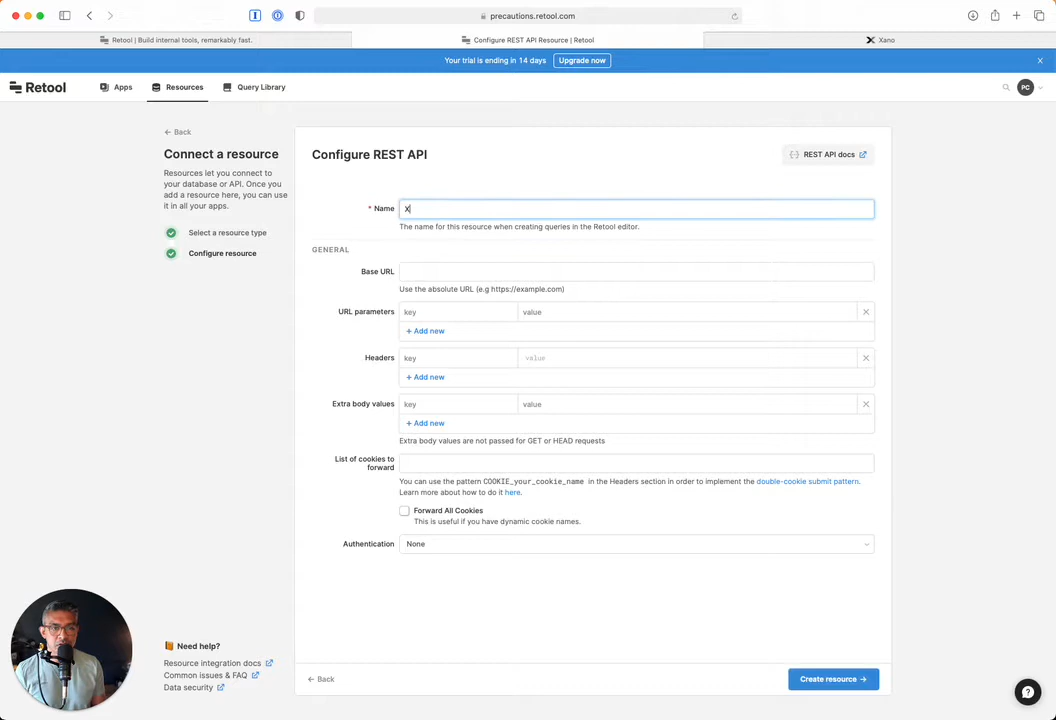 precautions.retool.com
Retool | Build internal tools, remarkably fast.
Configure REST API Resource | Retool
Xano
Your trial is ending in 14 days
Upgrade now
Retool
Apps
Resources
Query Library
PC
← Back
Connect a resource
Resources lets you connect to
your database or API. Once you
add a resource here, you can use
it in all your apps.
Select a resource type
Configure resource
Configure REST API
REST API docs
* Name
X
The name for this resource when creating queries in the Retool editor.
GENERAL
Base URL
Use the absolute URL (e.g https://example.com)
URL parameters
key
value
+ Add new
Headers
key
value
+ Add new
Extra body values
key
value
+ Add new
Extra body values are not passed for GET or HEAD requests
List of cookies to
forward
You can use the pattern COOKIE_your_cookie_name in the Headers section in order to implement the double-cookie submit pattern.
Learn more about how to do it here.
Forward All Cookies
This is useful if you have dynamic cookie names.
Authentication
None
Need help?
Resource integration docs
Common issues & FAQ
Data security
← Back
Create resource →